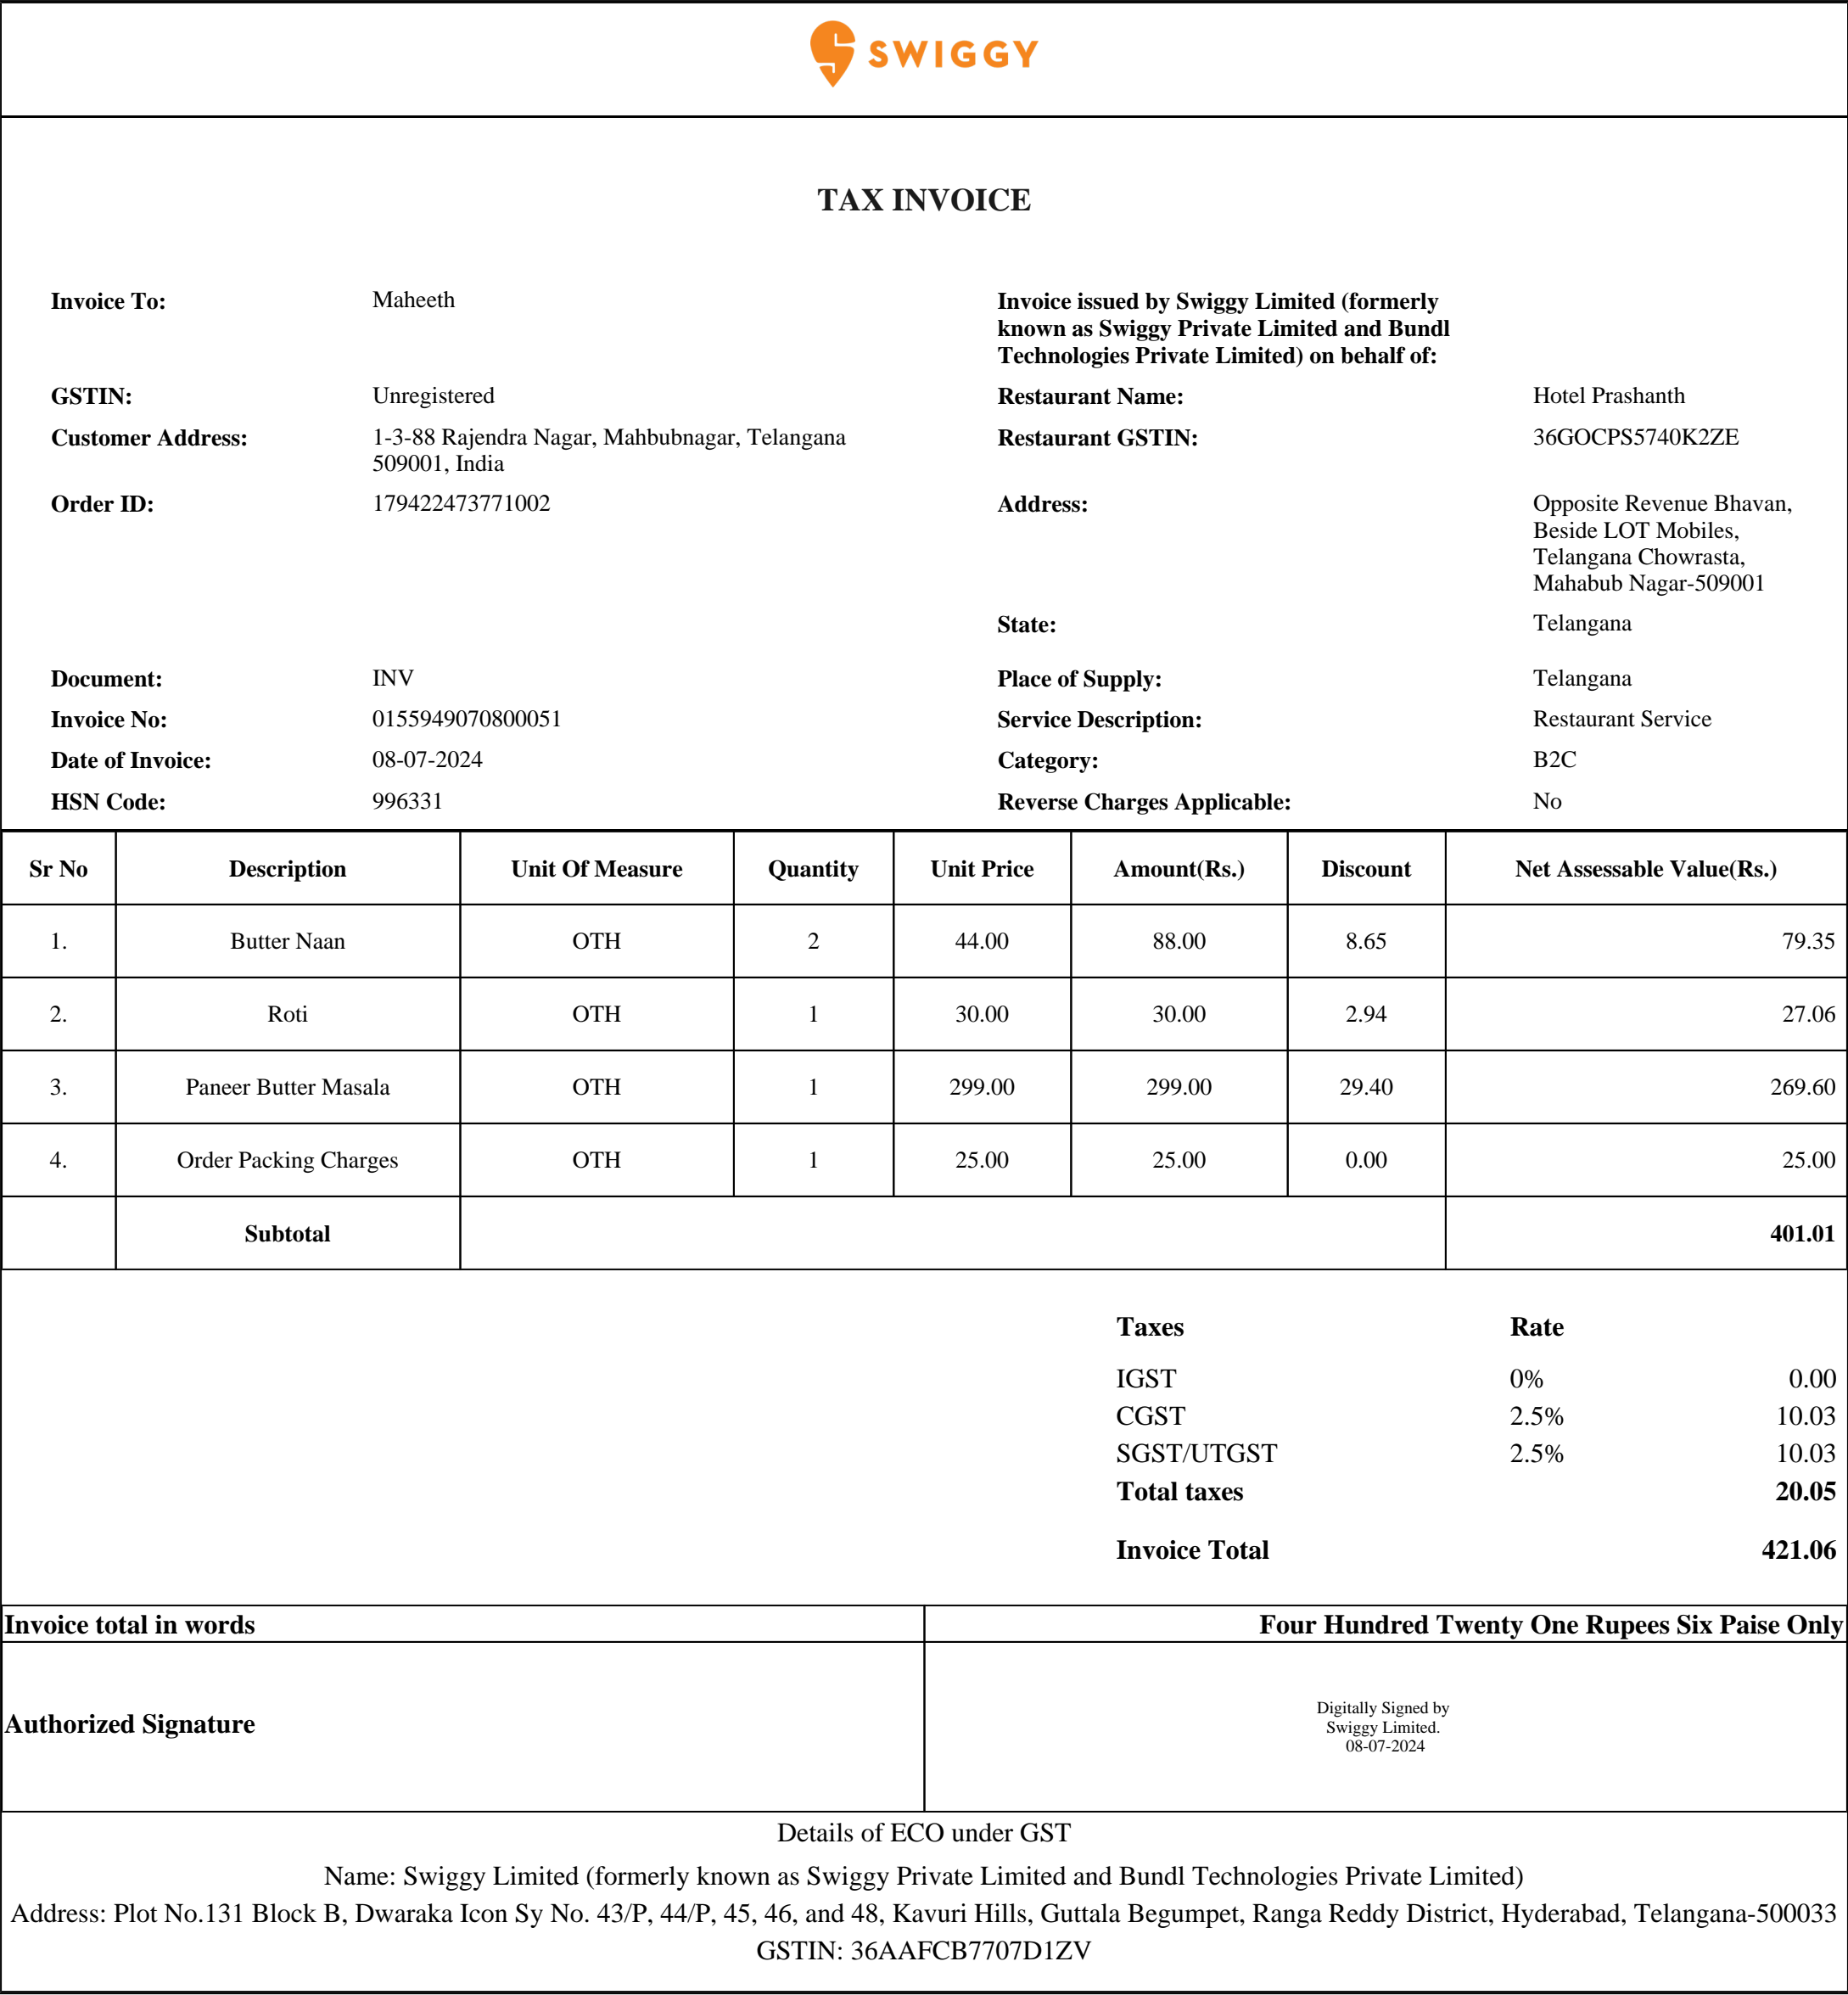 SWIGGY
TAX INVOICE
Invoice To: Maheeth
Invoice issued by Swiggy Limited (formerly
known as Swiggy Private Limited and Bundl
Technologies Private Limited) on behalf of:
GSTIN: Unregistered Restaurant Name: Hotel Prashanth
Customer Address: 1-3-88 Rajendra Nagar, Mahbubnagar, Telangana
509001, India
Restaurant GSTIN: 36GOCPS5740K2ZE
Order ID: 179422473771002
Address: Opposite Revenue Bhavan,
Beside LOT Mobiles,
Telangana Chowrasta,
Mahabub Nagar-509001
State: Telangana
Document: INV Place of Supply: Telangana
Invoice No: 0155949070800051 Service Description: Restaurant Service
Date of Invoice: 08-07-2024 Category: B2C
HSN Code: 996331 Reverse Charges Applicable: No
Sr No Description Unit Of Measure Quantity Unit Price Amount(Rs.) Discount Net Assessable Value(Rs.)
1. Butter Naan OTH 2 44.00 88.00 8.65 79.35
2. Roti OTH 1 30.00 30.00 2.94 27.06
3. Paneer Butter Masala OTH 1 299.00 299.00 29.40 269.60
4. Order Packing Charges OTH 1 25.00 25.00 0.00 25.00
Subtotal 401.01
Taxes Rate
IGST 0% 0.00
CGST 2.5% 10.03
SGST/UTGST 2.5% 10.03
Total taxes 20.05
Invoice Total 421.06
Invoice total in words Four Hundred Twenty One Rupees Six Paise Only
Authorized Signature
Digitally Signed by
Swiggy Limited.
08-07-2024
Details of ECO under GST
Name: Swiggy Limited (formerly known as Swiggy Private Limited and Bundl Technologies Private Limited)
Address: Plot No.131 Block B, Dwaraka Icon Sy No. 43/P, 44/P, 45, 46, and 48, Kavuri Hills, Guttala Begumpet, Ranga Reddy District, Hyderabad, Telangana-500033
GSTIN: 36AAFCB7707D1ZV